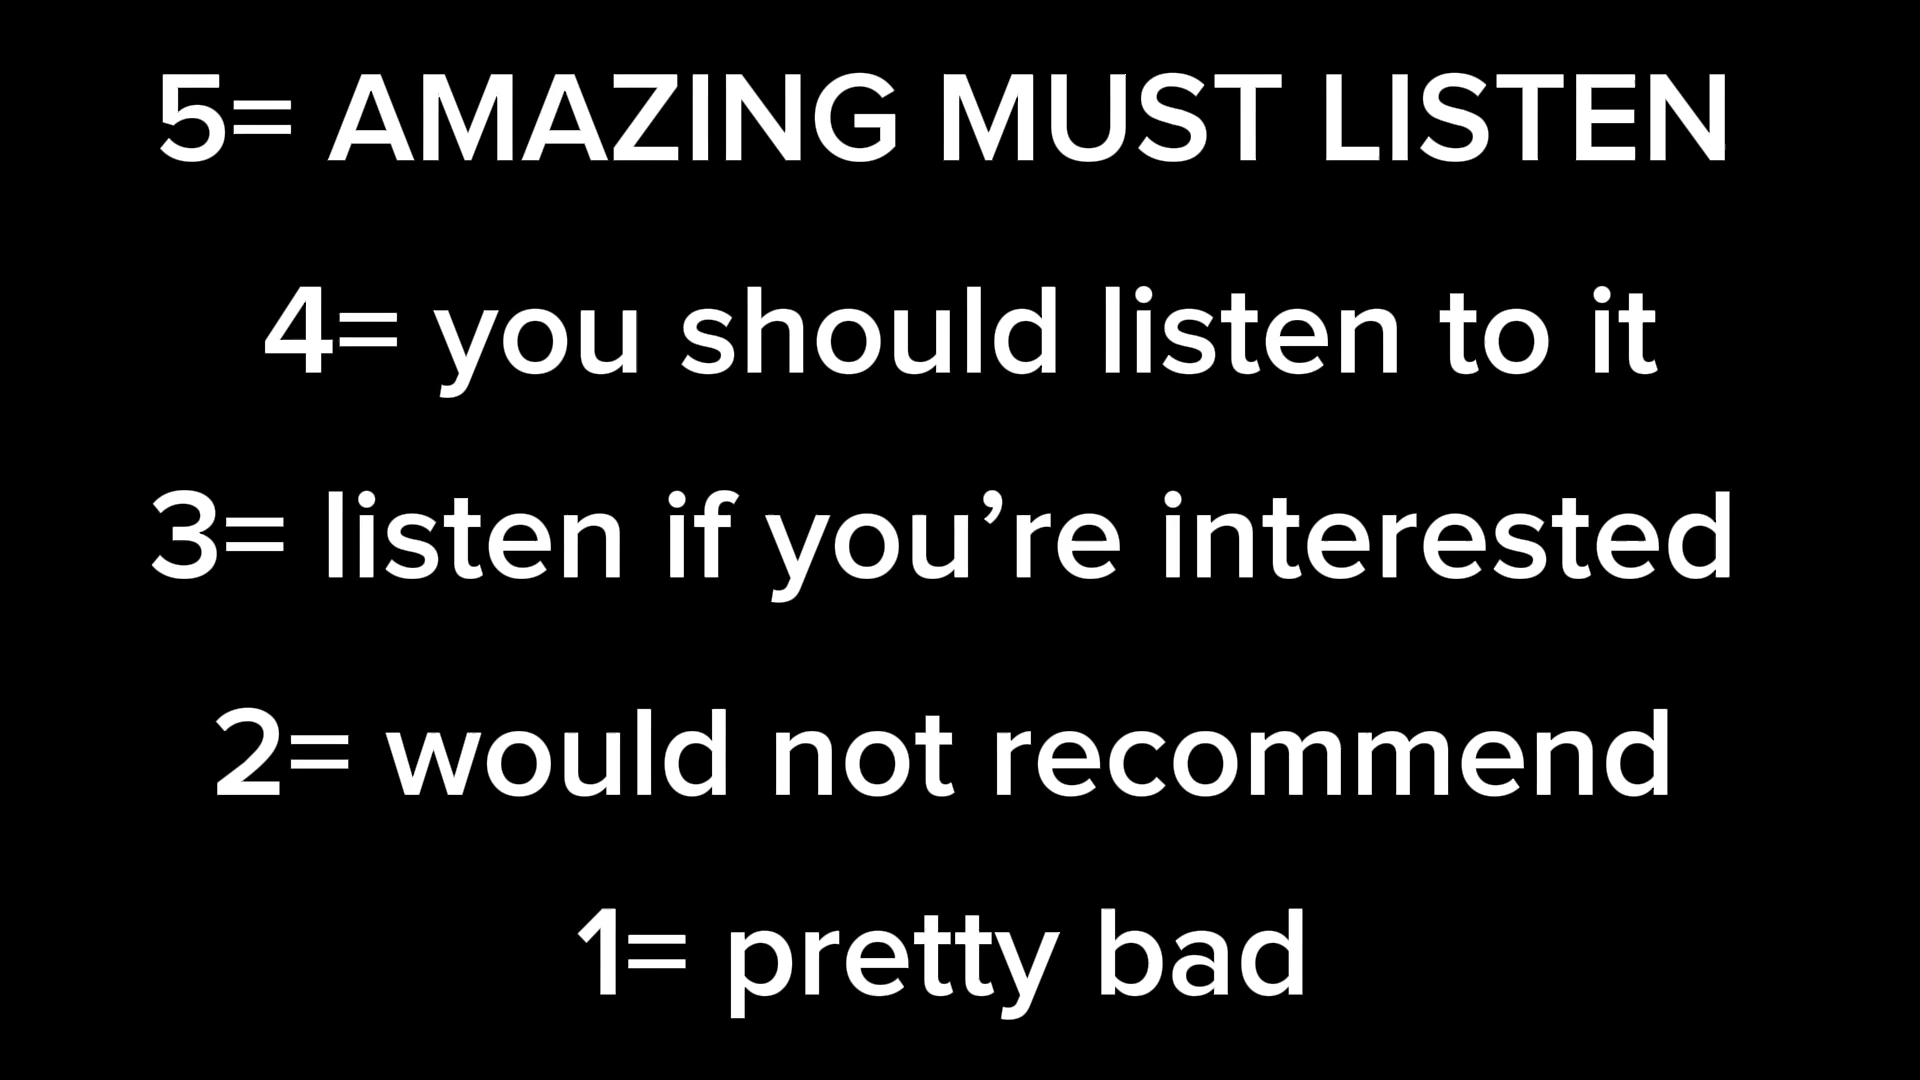 5= AMAZING MUST LISTEN
4= you should listen to it
3= listen if you’re interested
2= would not recommend
1= pretty bad